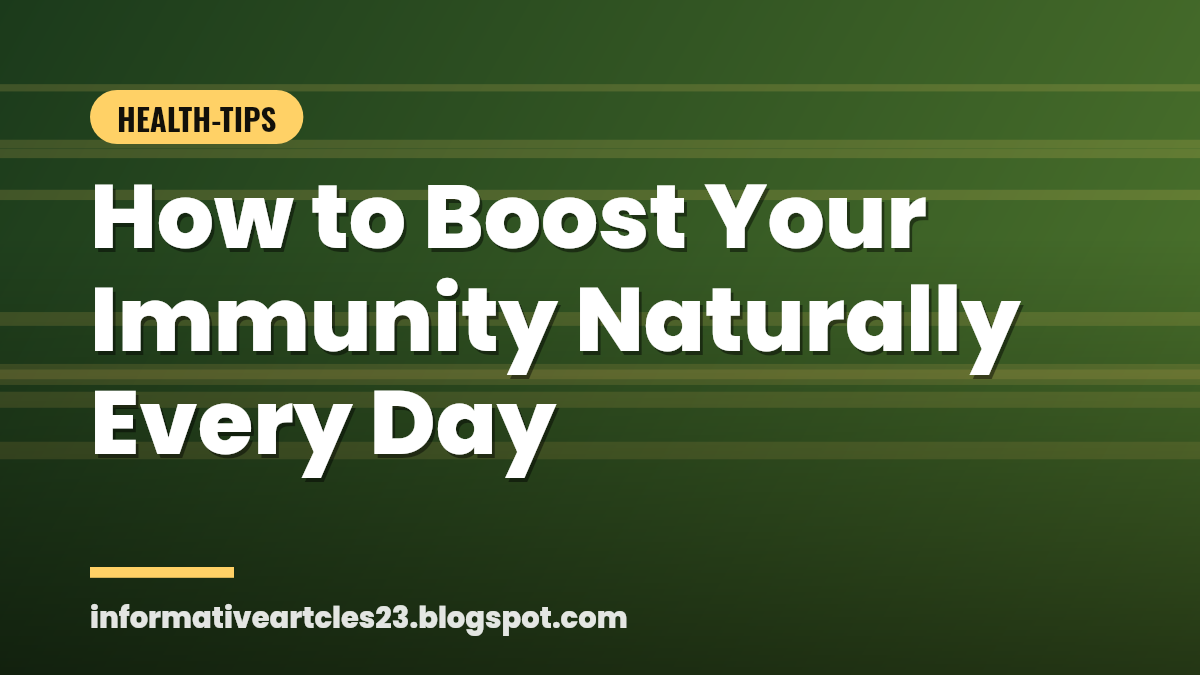 HEALTH-TIPS
How to Boost Your
Immunity Naturally
Every Day
informativeartcles23.blogspot.com